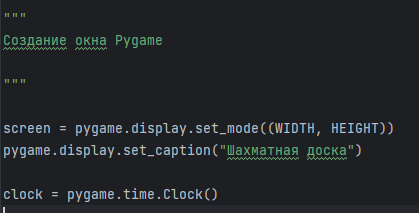 """
Создание окна Pygame
"""
screen = pygame.display.set_mode((WIDTH, HEIGHT))
pygame.display.set_caption("Шахматная доска")
clock = pygame.time.Clock()